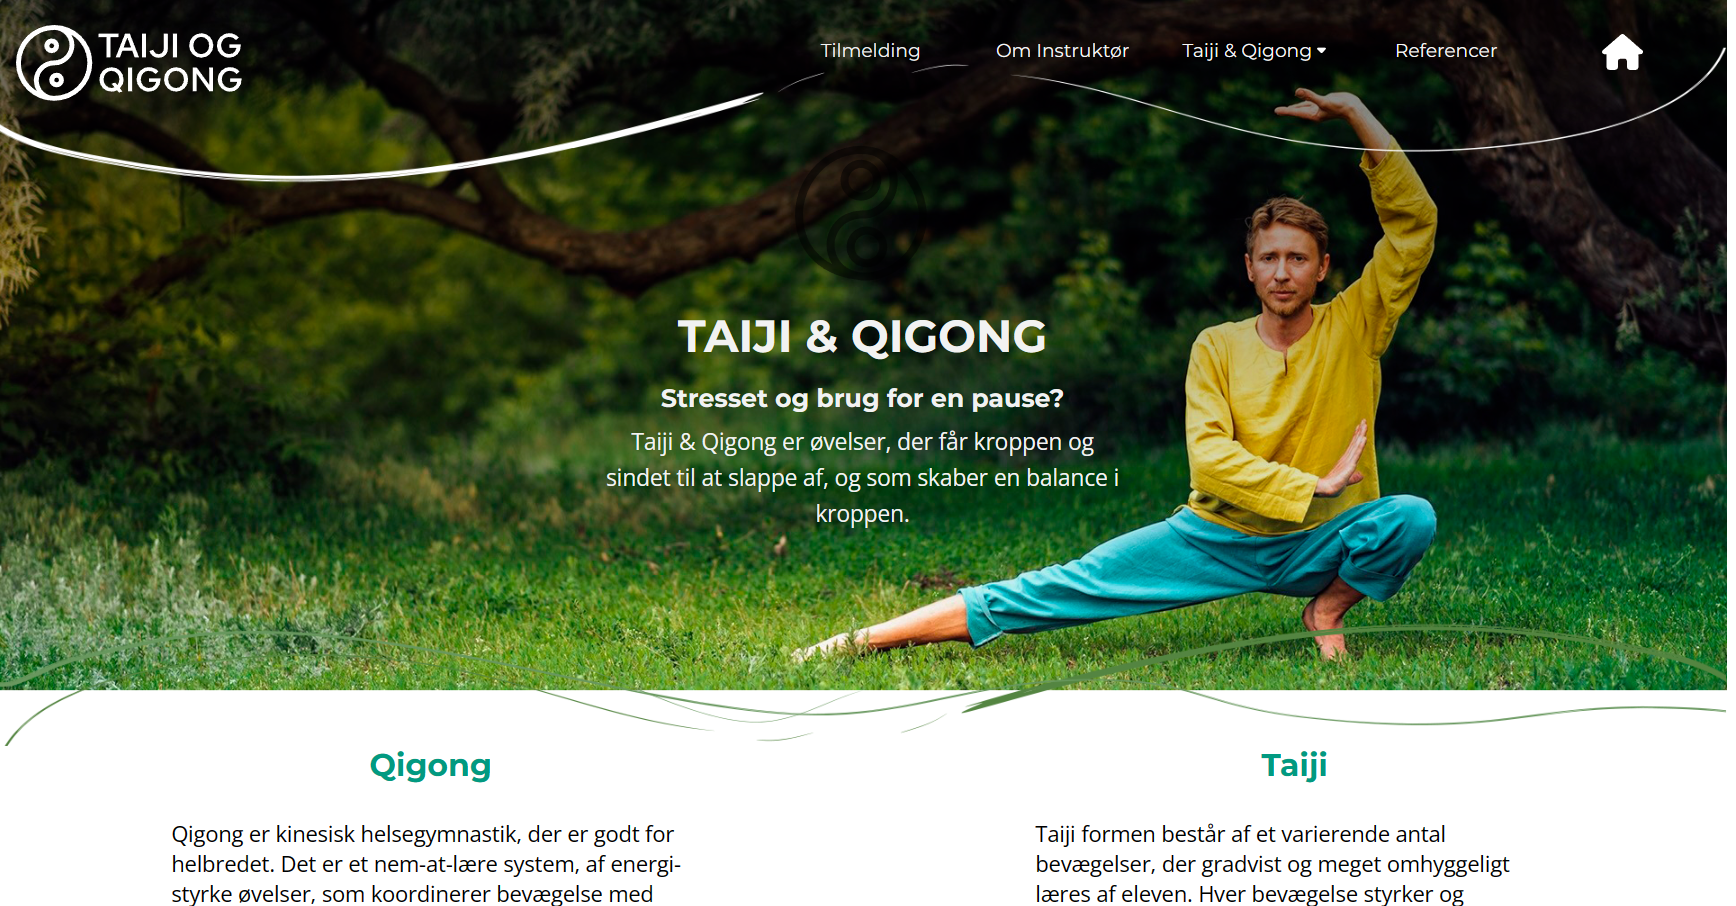 TAIJI OG
QIGONG
Tilmelding
Om Instruktør
Taiji & Qigong
Referencer
TAIJI & QIGONG
Stresset og brug for en pause?
Taiji & Qigong er øvelser, der får kroppen og
sindet til at slappe af, og som skaber en balance i
kroppen.
Qigong
Qigong er kinesisk helsegymnastik, der er godt for
helbredet. Det er et nem-at-lære system, af energi-
styrke øvelser, som koordinerer bevægelse med
Taiji
Taiji formen består af et varierende antal
bevægelser, der gradvist og meget omhyggeligt
læres af eleven. Hver bevægelse styrker og